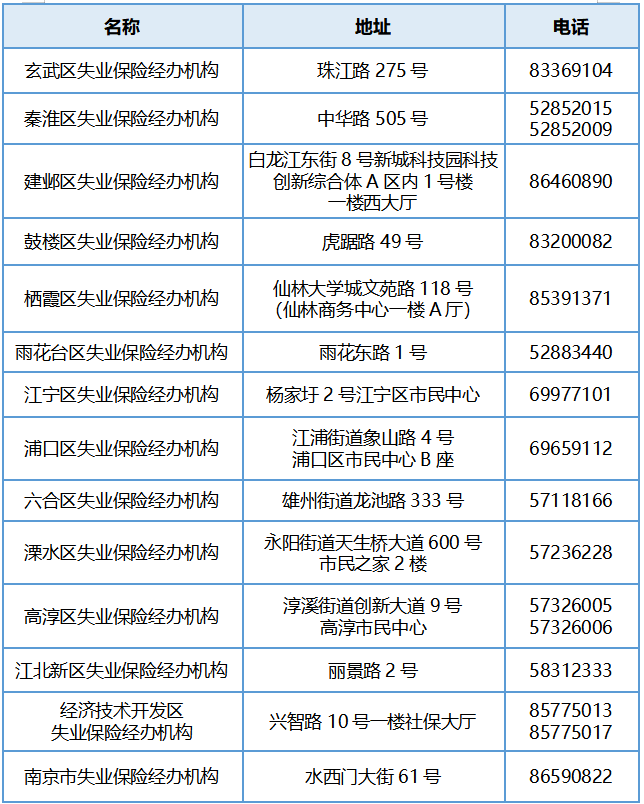 名称 地址 电话
玄武区失业保险经办机构 珠江路 275 号 83369104
秦淮区失业保险经办机构 中华路 505 号 52852015
52852009
建邺区失业保险经办机构 白龙江东街 8 号新城科技园科技
创新综合体 A 区内 1 号楼
一楼西大厅 86460890
鼓楼区失业保险经办机构 虎踞路 49 号 83200082
栖霞区失业保险经办机构 仙林大学城文苑路 118 号
（仙林商务中心一楼 A 厅） 85391371
雨花台区失业保险经办机构 雨花东路 1 号 52883440
江宁区失业保险经办机构 杨家圩 2 号江宁区市民中心 69977101
浦口区失业保险经办机构 江浦街道象山路 4 号
浦口区市民中心 B 座 69659112
六合区失业保险经办机构 雄州街道龙池路 333 号 57118166
溧水区失业保险经办机构 永阳街道天生桥大道 600 号
市民之家 2 楼 57236228
高淳区失业保险经办机构 淳溪街道创新大道 9 号
高淳市民中心 57326005
57326006
江北新区失业保险经办机构 丽景路 2 号 58312333
经济技术开发区
失业保险经办机构 兴智路 10 号一楼社保大厅 85775013
85775017
南京市失业保险经办机构 水西门大街 61 号 86590822